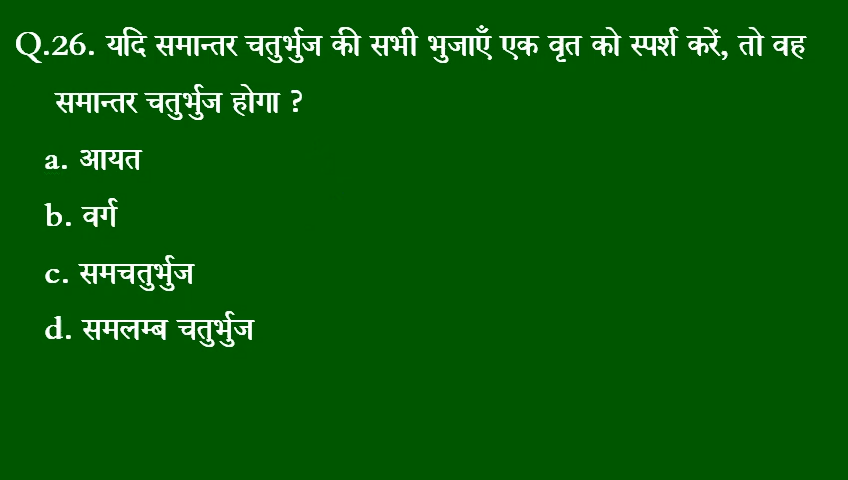 Q.26. यदि समान्तर चतुर्भुज की सभी भुजाएँ एक वृत को स्पर्श करें, तो वह
समान्तर चतुर्भुज होगा ?
a. आयत
b. वर्ग
c. समचतुर्भुज
d. समलम्ब चतुर्भुज